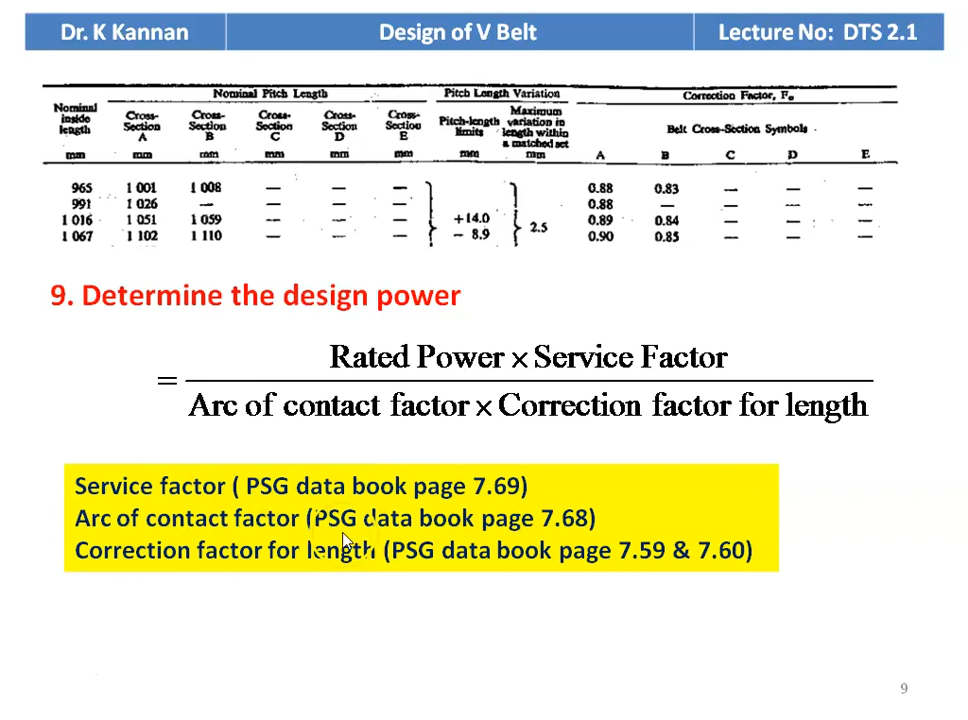 Dr. K Kannan Design of V Belt Lecture No: DTS 2.1
Nominal Pitch Length Pitch Length Variation Correction Factor, Fc
Nominal inside length Cross-Section A Cross-Section B Cross-Section C Cross-Section D Cross-Section E Pitch-length limits Maximum variation in length within a matched set Belt Cross-Section Symbols
mm mm mm mm mm mm mm mm A B C D E
965 1 001 1 008 — — — 0.88 0.83 — — —
991 1 026 — — — — 0.88 — — — —
1 016 1 051 1 059 — — — +14.0 2.5 0.89 0.84 — — —
1 067 1 102 1 110 — — — − 8.9 0.90 0.85 — — —
9. Determine the design power
= Rated Power × Service Factor
Arc of contact factor × Correction factor for length
Service factor ( PSG data book page 7.69)
Arc of contact factor (PSG data book page 7.68)
Correction factor for length (PSG data book page 7.59 & 7.60)
9